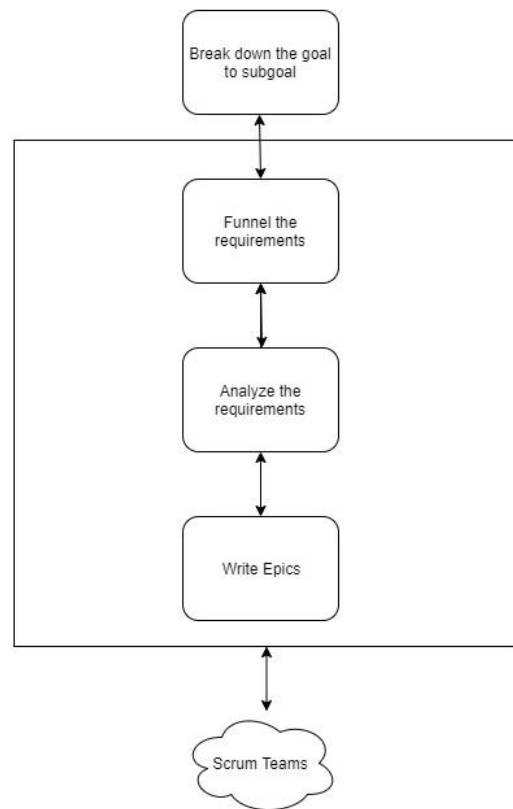 Break down the goal
to subgoal
Funnel the
requirements
Analyze the
requirements
Write Epics
Scrum Teams